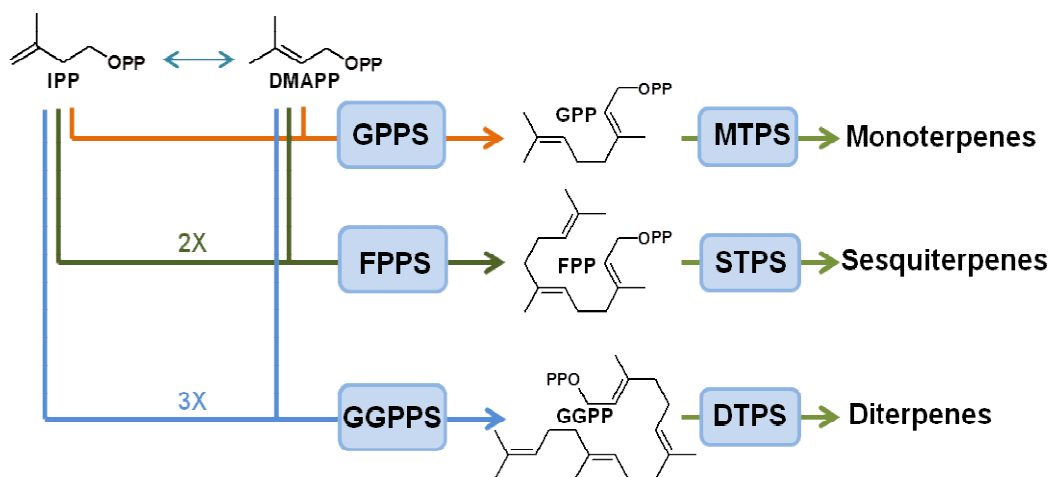 OPP
IPP
OPP
DMAPP
GPPS
GPP
OPP
MTPS
Monoterpenes
2X
FPPS
FPP
OPP
STPS
Sesquiterpenes
3X
GGPPS
PPO
GGPP
DTPS
Diterpenes